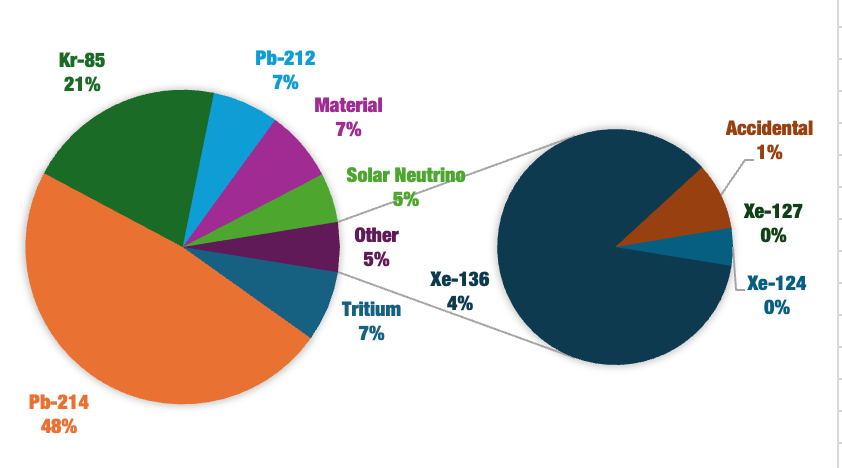 Kr-85
21%
Pb-212
7%
Material
7%
Solar Neutrino
5%
Other
5%
Tritium
7%
Pb-214
48%
Xe-136
4%
Accidental
1%
Xe-127
0%
Xe-124
0%